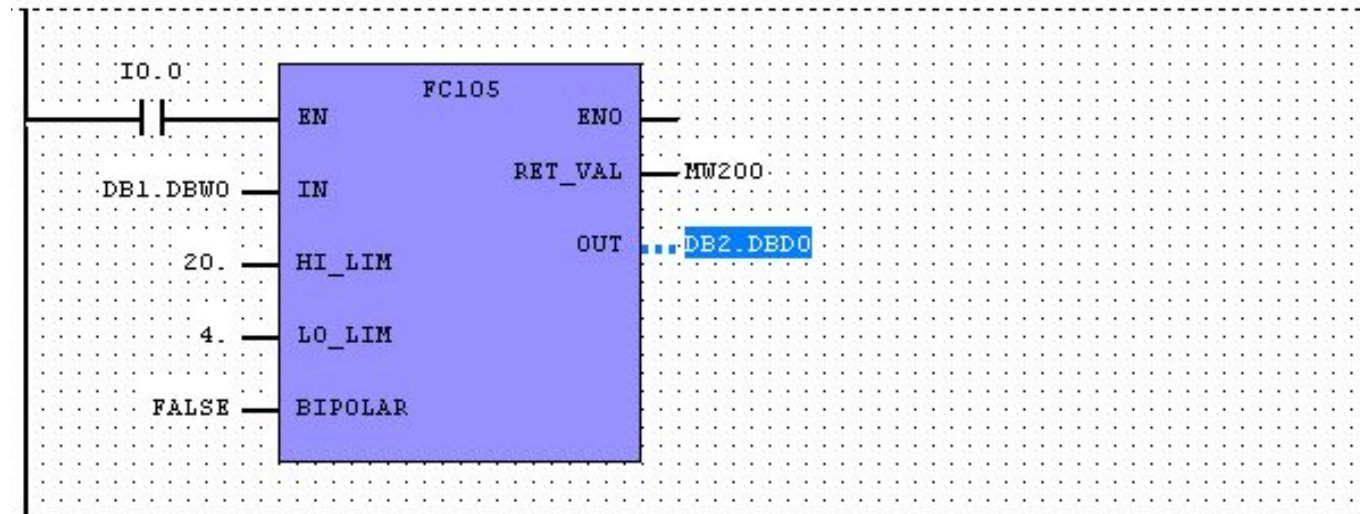 I0.0
FC105
EN ENO
RET_VAL MW200
DB1.DBW0 IN
OUT DB2.DBD0
20. HI_LIM
4. LO_LIM
FALSE BIPOLAR